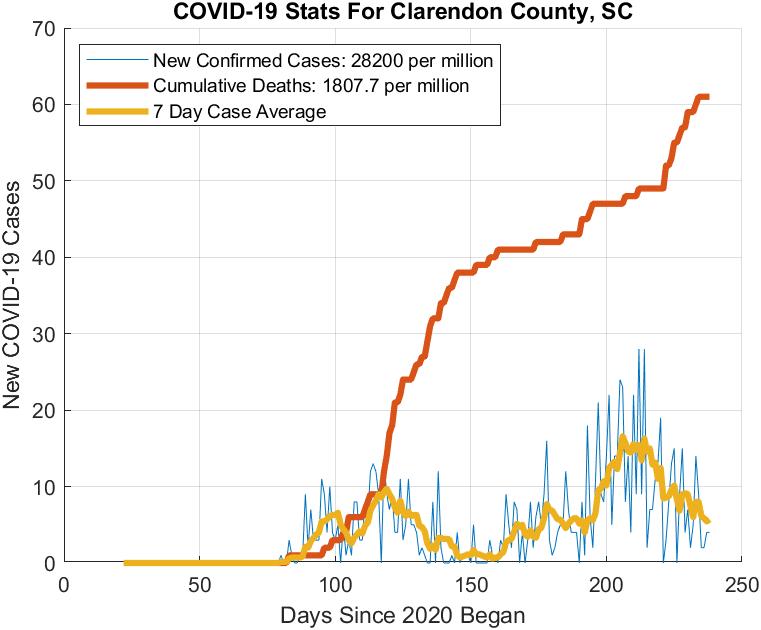 COVID-19 Stats For Clarendon County, SC
New Confirmed Cases: 28200 per million
Cumulative Deaths: 1807.7 per million
7 Day Case Average
New COVID-19 Cases
70
60
50
40
30
20
10
0
0 50 100 150 200 250
Days Since 2020 Began